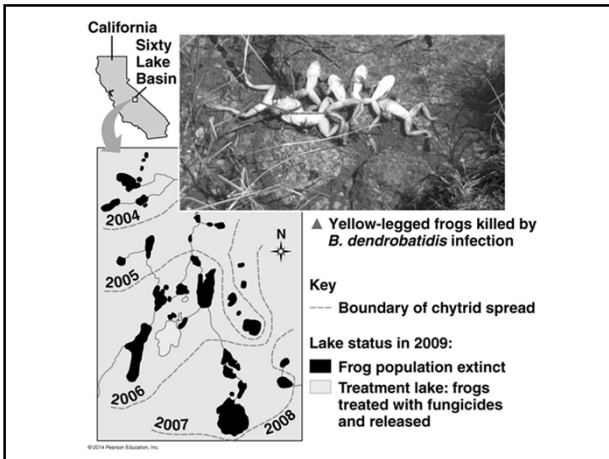 California
Sixty
Lake
Basin
2004
2005
2006
2007
2008
N
▲ Yellow-legged frogs killed by
B. dendrobatidis infection
Key
Boundary of chytrid spread
Lake status in 2009:
Frog population extinct
Treatment lake: frogs
treated with fungicides
and released
© 2014 Pearson Education, Inc.